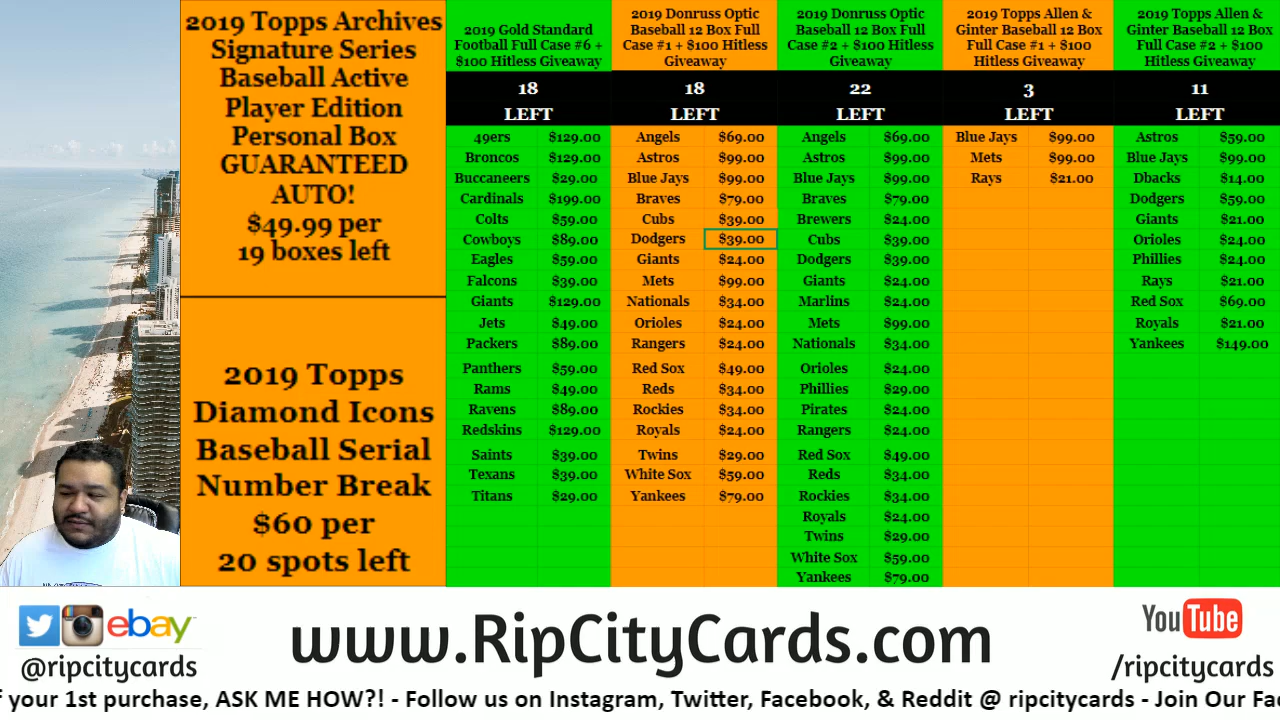 2019 Topps Archives
Signature Series
Baseball Active
Player Edition
Personal Box
GUARANTEED
AUTO!
$49.99 per
19 boxes left
2019 Topps
Diamond Icons
Baseball Serial
Number Break
$60 per
20 spots left
2019 Gold Standard
Football Full Case #6 +
$100 Hitless Giveaway
18
LEFT
49ers $129.00
Broncos $129.00
Buccaneers $29.00
Cardinals $199.00
Colts $59.00
Cowboys $89.00
Eagles $59.00
Falcons $39.00
Giants $129.00
Jets $49.00
Packers $89.00
Panthers $59.00
Rams $49.00
Ravens $89.00
Redskins $129.00
Saints $39.00
Texans $39.00
Titans $29.00
2019 Donruss Optic
Baseball 12 Box Full
Case #1 + $100 Hitless
Giveaway
18
LEFT
Angels $69.00
Astros $99.00
Blue Jays $99.00
Braves $79.00
Cubs $39.00
Dodgers $39.00
Giants $24.00
Mets $99.00
Nationals $34.00
Orioles $24.00
Rangers $24.00
Red Sox $49.00
Reds $34.00
Rockies $34.00
Royals $24.00
Twins $29.00
White Sox $59.00
Yankees $79.00
2019 Donruss Optic
Baseball 12 Box Full
Case #2 + $100 Hitless
Giveaway
22
LEFT
Angels $69.00
Astros $99.00
Blue Jays $99.00
Braves $79.00
Brewers $24.00
Cubs $39.00
Dodgers $39.00
Giants $24.00
Marlins $24.00
Mets $99.00
Nationals $34.00
Orioles $24.00
Phillies $29.00
Pirates $24.00
Rangers $24.00
Red Sox $49.00
Reds $34.00
Rockies $34.00
Royals $24.00
Twins $29.00
White Sox $59.00
Yankees $79.00
2019 Topps Allen &
Ginter Baseball 12 Box
Full Case #1 + $100
Hitless Giveaway
3
LEFT
Blue Jays $99.00
Mets $99.00
Rays $21.00
2019 Topps Allen &
Ginter Baseball 12 Box
Full Case #2 + $100
Hitless Giveaway
11
LEFT
Astros $59.00
Blue Jays $99.00
Dbacks $14.00
Dodgers $59.00
Giants $21.00
Orioles $24.00
Phillies $24.00
Rays $21.00
Red Sox $69.00
Royals $21.00
Yankees $149.00
ebay
@ripcitycards
www.RipCityCards.com
YouTube
/ripcitycards
f your 1st purchase, ASK ME HOW?! - Follow us on Instagram, Twitter, Facebook, & Reddit @ ripcitycards - Join Our Fa